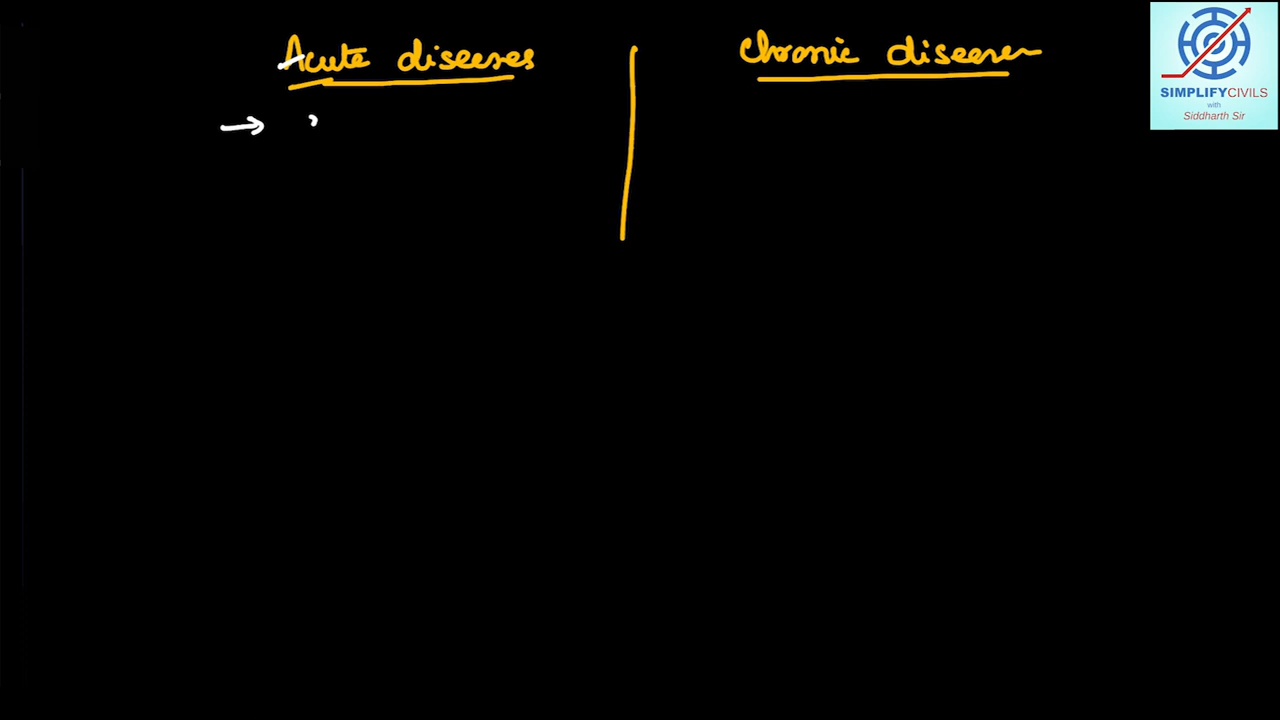 Acute diseases
Chronic diseases
→
SIMPLIFYCIVILS
with
Siddharth Sir